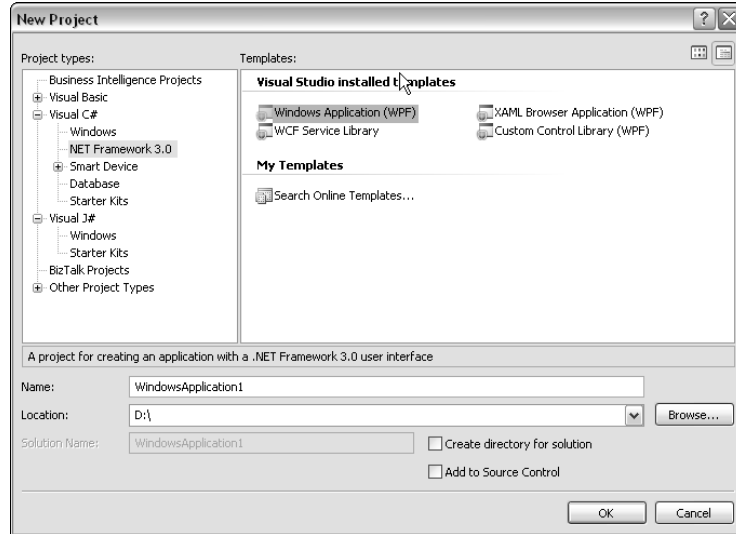 New Project
Project types:
Templates:
Business Intelligence Projects
Visual Basic
Visual C#
Windows
NET Framework 3.0
Smart Device
Database
Starter Kits
Visual J#
Windows
Starter Kits
BizTalk Projects
Other Project Types
Visual Studio installed templates
Windows Application (WPF)
XAML Browser Application (WPF)
WCF Service Library
Custom Control Library (WPF)
My Templates
Search Online Templates...
A project for creating an application with a .NET Framework 3.0 user interface
Name:
WindowsApplication1
Location:
D:\
Browse...
Solution Name:
WindowsApplication1
Create directory for solution
Add to Source Control
OK
Cancel